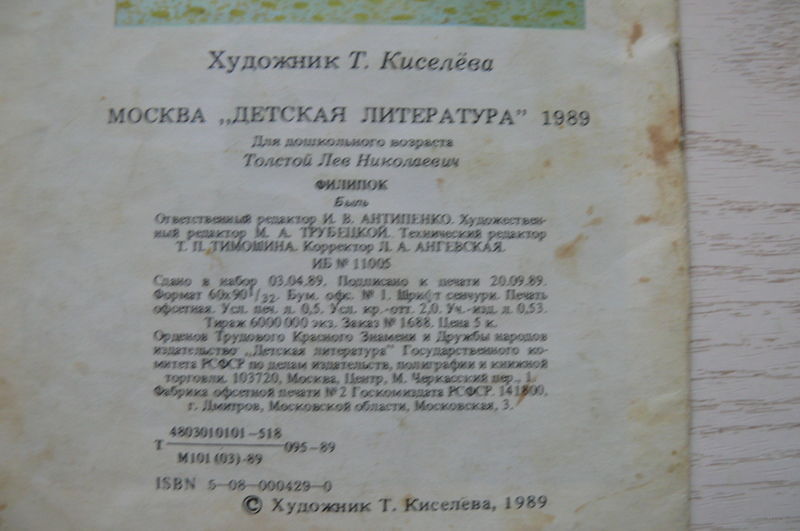 Художник Т. Киселёва
МОСКВА „ДЕТСКАЯ ЛИТЕРАТУРА" 1989
Для дошкольного возраста
Толстой Лев Николаевич
ФИЛИПОК
Быль
Ответственный редактор И. В. АНТИПЕНКО. Художествен-
ный редактор М. А. ТРУБЕЦКОЙ. Технический редактор
Т. П. ТИМОШИНА. Корректор Л. А. АНГЕВСКАЯ.
ИБ № 11005
Сдано в набор 03.04.89. Подписано к печати 20.09.89.
Формат 60х90 1/32. Бум. офс. № 1. Шрифт сенчури. Печать
офсетная. Усл. печ. л. 0,5. Усл. кр.-отт. 2,0. Уч.-изд. л. 0,53.
Тираж 6000000 экз. Заказ № 1688. Цена 5 к.
Орденов Трудового Красного Знамени и Дружбы народов
издательство „Детская литература" Государственного ко-
митета РСФСР по делам издательств, полиграфии и книжной
торговли. 103720, Москва, Центр, М. Черкасский пер., 1.
Фабрика офсетной печати №2 Госкомиздата РСФСР. 141800,
г. Дмитров, Московской области, Московская, 3.
4803010101-518
Т 095-89
М101(03)-89
ISBN 5-08-000429-0
© Художник Т. Киселева, 1989